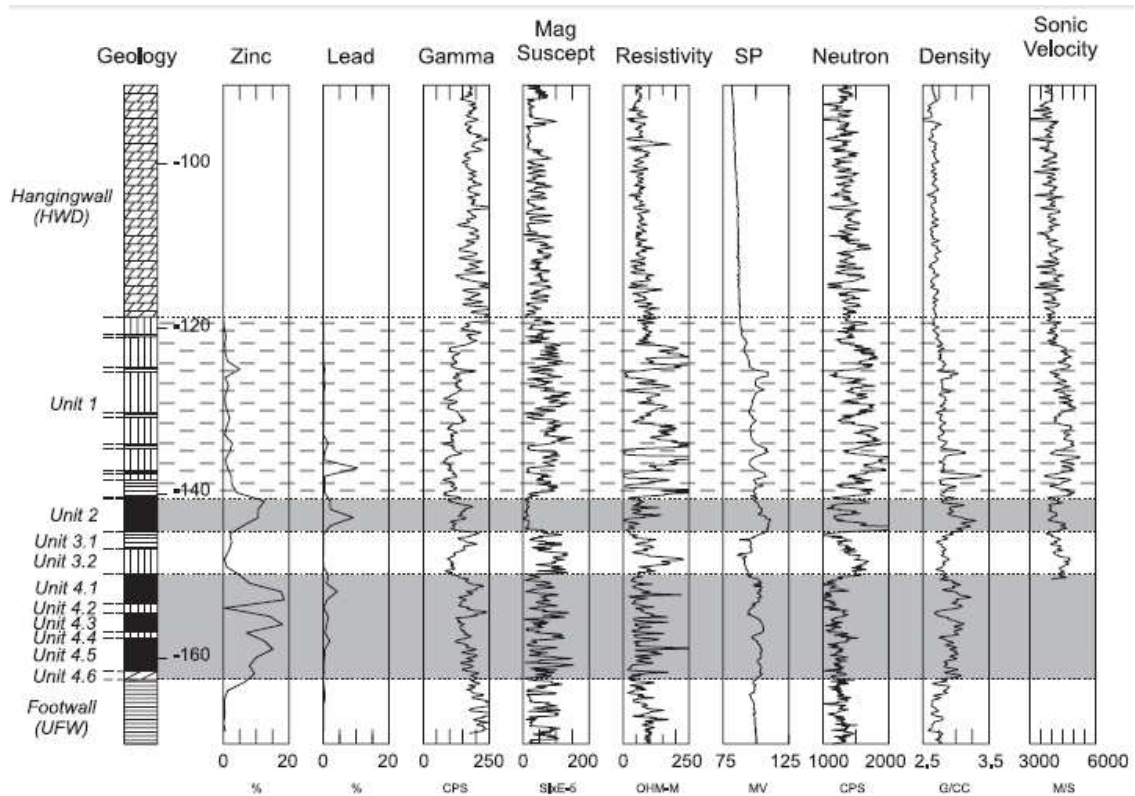 Geology
Zinc
Lead
Gamma
Mag
Suscept
Resistivity
SP
Neutron
Density
Sonic
Velocity
Hangingwall
(HWD)
-100
-120
Unit 1
-140
Unit 2
Unit 3.1
Unit 3.2
Unit 4.1
Unit 4.2
Unit 4.3
Unit 4.4
Unit 4.5
-160
Unit 4.6
Footwall
(UFW)
0 20 0 20 0 250 0 250 75 125 1000 2000 2.5 3.5 3000 6000
% % CPS SIxE-5 OHM-M MV CPS G/CC M/S